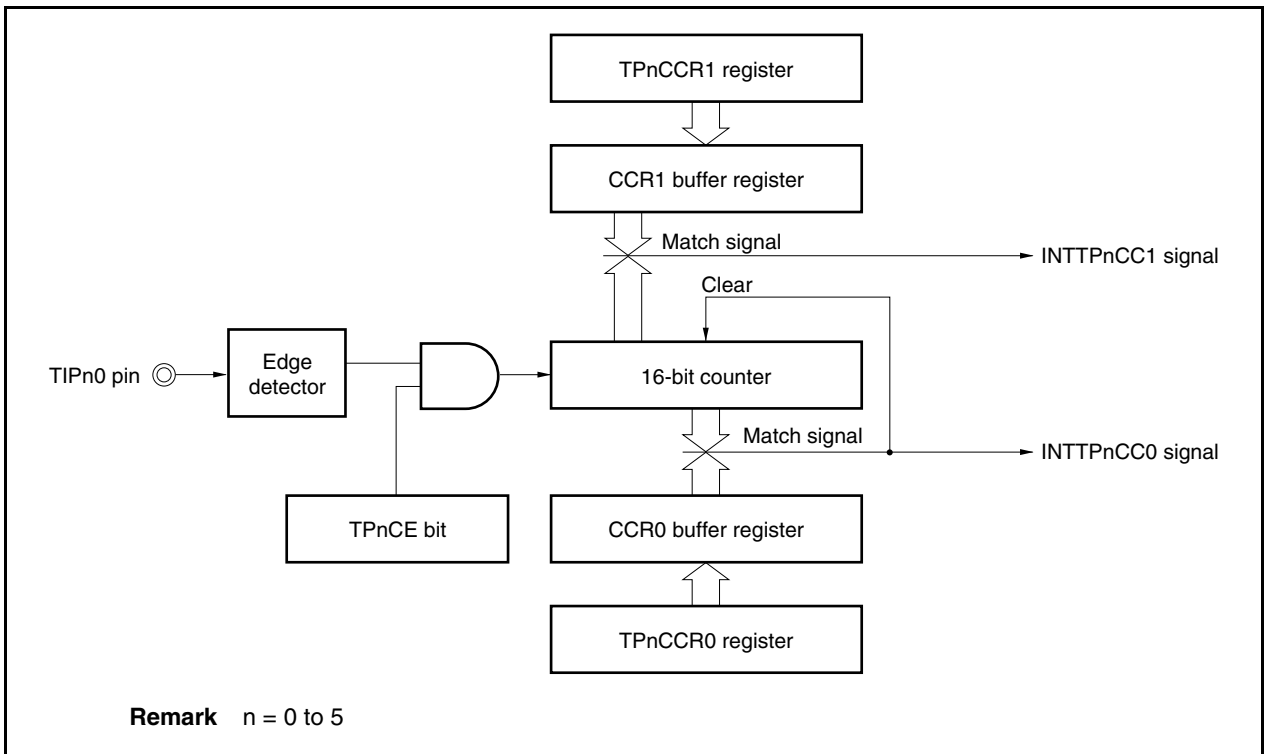 TPnCCR1 register
CCR1 buffer register
Match signal
INTTPnCC1 signal
Clear
TIPn0 pin
Edge
detector
16-bit counter
Match signal
INTTPnCC0 signal
TPnCE bit
CCR0 buffer register
TPnCCR0 register
Remark n = 0 to 5